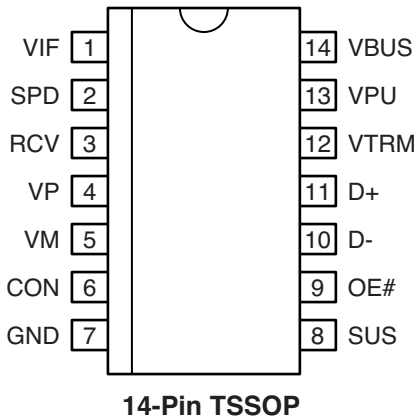 VIF 1 14 VBUS
SPD 2 13 VPU
RCV 3 12 VTRM
VP 4 11 D+
VM 5 10 D-
CON 6 9 OE#
GND 7 8 SUS
14-Pin TSSOP